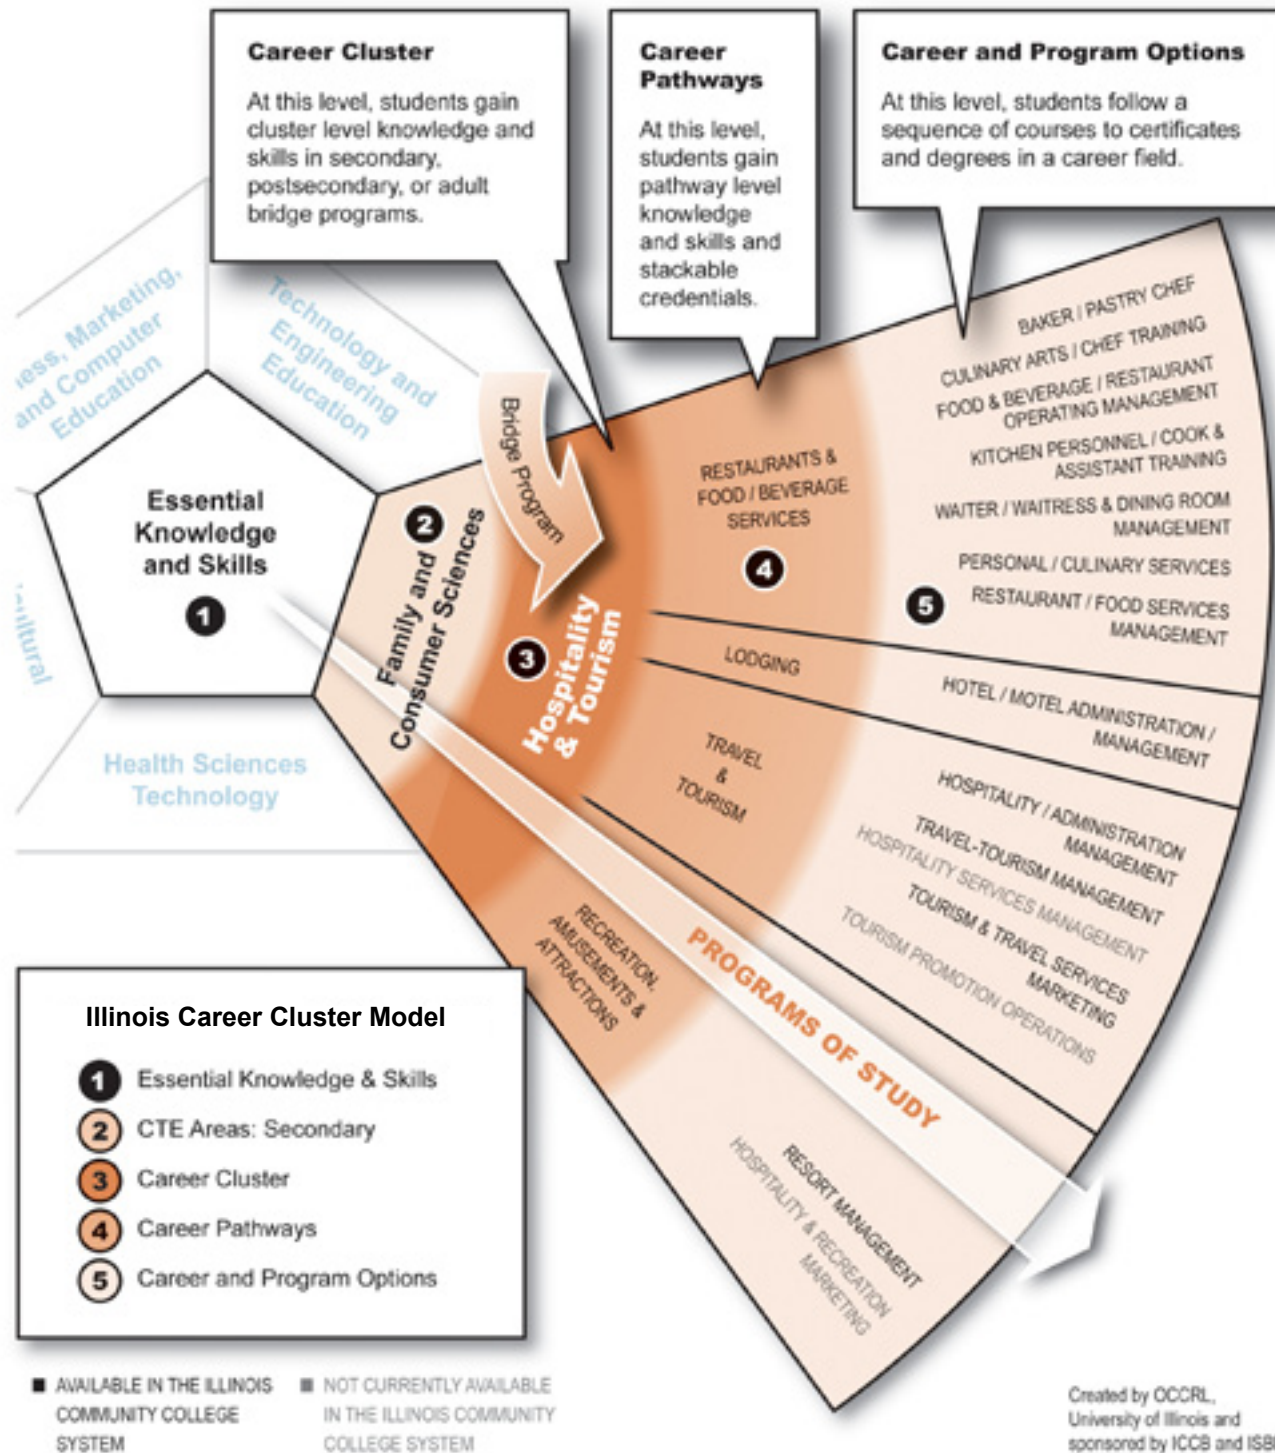 Career Cluster
At this level, students gain
cluster level knowledge and
skills in secondary,
postsecondary, or adult
bridge programs.
Career
Pathways
At this level,
students gain
pathway level
knowledge
and skills and
stackable
credentials.
Career and Program Options
At this level, students follow a
sequence of courses to certificates
and degrees in a career field.
Marketing,
and Computer
Education
Technology and
Engineering
Education
Essential
Knowledge
and Skills
1
Health Sciences
Technology
2
Family and
Consumer Sciences
Bridge Program
3
Hospitality
& Tourism
RESTAURANTS &
FOOD / BEVERAGE
SERVICES
4
LODGING
TRAVEL
&
TOURISM
RECREATION,
AMUSEMENTS &
ATTRACTIONS
5
BAKER / PASTRY CHEF
CULINARY ARTS / CHEF TRAINING
FOOD & BEVERAGE / RESTAURANT
OPERATING MANAGEMENT
KITCHEN PERSONNEL / COOK &
ASSISTANT TRAINING
WAITER / WAITRESS & DINING ROOM
MANAGEMENT
PERSONAL / CULINARY SERVICES
RESTAURANT / FOOD SERVICES
MANAGEMENT
HOTEL / MOTEL ADMINISTRATION /
MANAGEMENT
HOSPITALITY / ADMINISTRATION
MANAGEMENT
TRAVEL-TOURISM MANAGEMENT
HOSPITALITY SERVICES MANAGEMENT
TOURISM & TRAVEL SERVICES
MARKETING
TOURISM PROMOTION OPERATIONS
PROGRAMS OF STUDY
RESORT MANAGEMENT
HOSPITALITY & RECREATION
MARKETING
Illinois Career Cluster Model
1 Essential Knowledge & Skills
2 CTE Areas: Secondary
3 Career Cluster
4 Career Pathways
5 Career and Program Options
AVAILABLE IN THE ILLINOIS
COMMUNITY COLLEGE
SYSTEM
NOT CURRENTLY AVAILABLE
IN THE ILLINOIS COMMUNITY
COLLEGE SYSTEM
Created by OCCRL,
University of Illinois and
sponsored by ICCB and